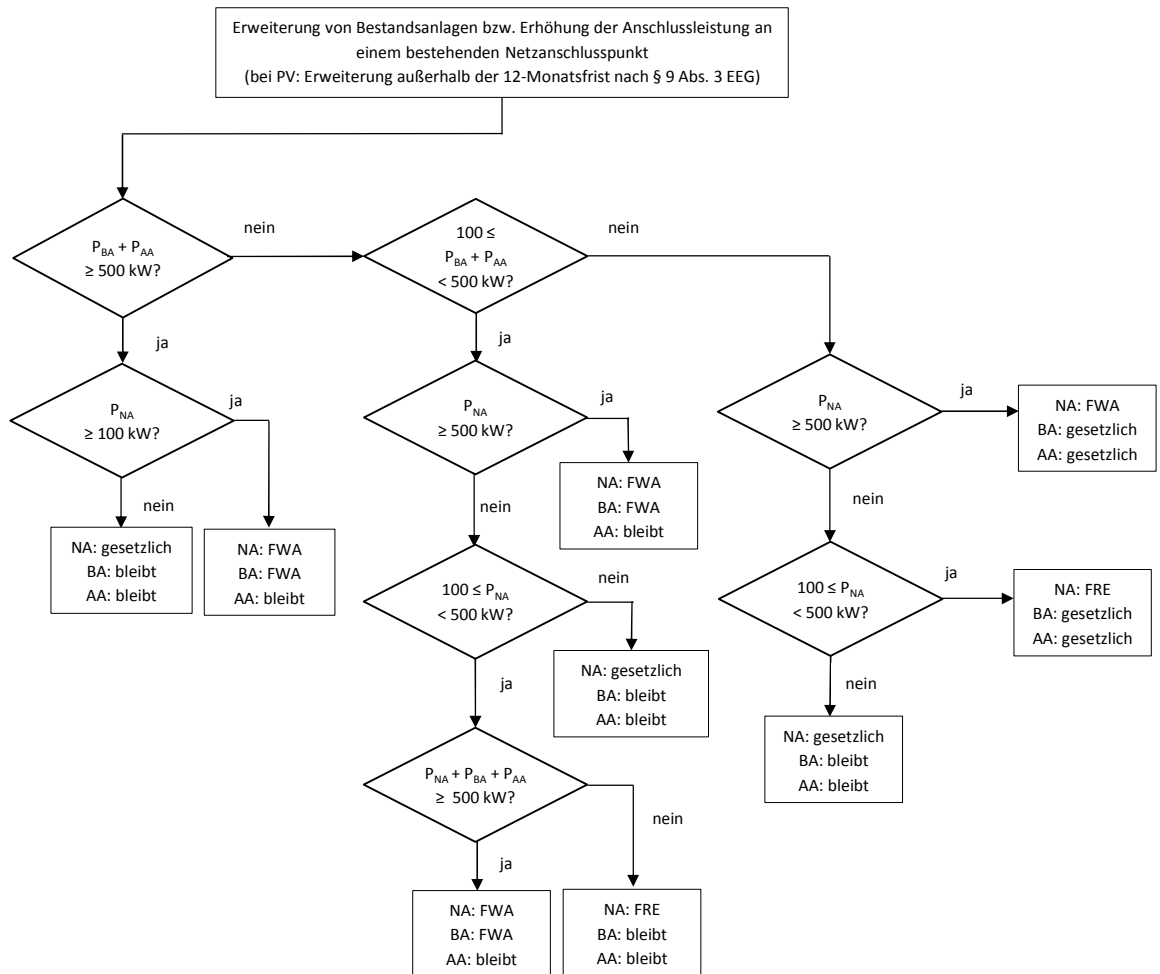 Erweiterung von Bestandsanlagen bzw. Erhöhung der Anschlussleistung an
einem bestehenden Netzanschlusspunkt
(bei PV: Erweiterung außerhalb der 12-Monatsfrist nach § 9 Abs. 3 EEG)
P_BA + P_AA
≥ 500 kW?
nein
100 ≤
P_BA + P_AA
< 500 kW?
nein
ja
ja
P_NA
≥ 100 kW?
ja
P_NA
≥ 500 kW?
ja
P_NA
≥ 500 kW?
ja
NA: FWA
BA: gesetzlich
AA: gesetzlich
nein
NA: gesetzlich
BA: bleibt
AA: bleibt
NA: FWA
BA: FWA
AA: bleibt
nein
NA: FWA
BA: FWA
AA: bleibt
nein
100 ≤ P_NA
< 500 kW?
nein
100 ≤ P_NA
< 500 kW?
ja
NA: FRE
BA: gesetzlich
AA: gesetzlich
ja
NA: gesetzlich
BA: bleibt
AA: bleibt
nein
NA: gesetzlich
BA: bleibt
AA: bleibt
P_NA + P_BA + P_AA
≥ 500 kW?
nein
ja
NA: FWA
BA: FWA
AA: bleibt
NA: FRE
BA: bleibt
AA: bleibt